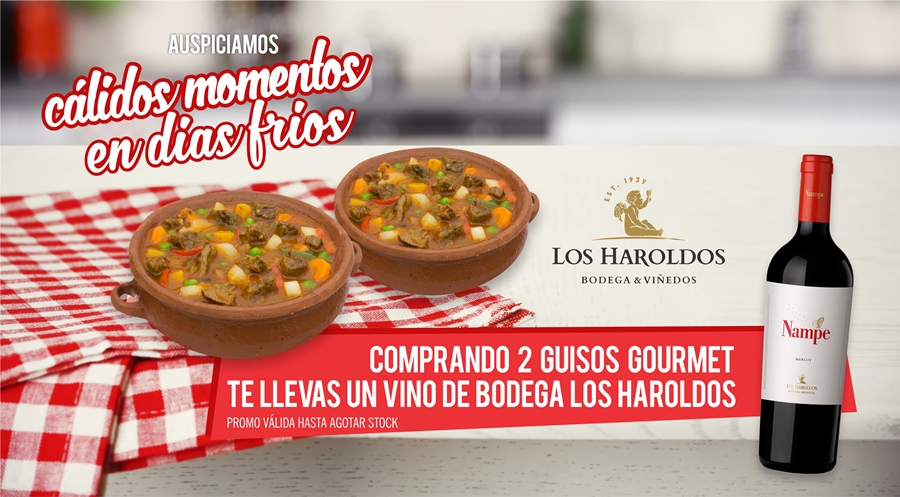 AUSPICIAMOS
cálidos momentos
en días fríos
EST. 1939
LOS HAROLDOS
BODEGA & VIÑEDOS
COMPRANDO 2 GUISOS GOURMET
TE LLEVAS UN VINO DE BODEGA LOS HAROLDOS
PROMO VÁLIDA HASTA AGOTAR STOCK
Nampe
Nampe
MERLOT
LOS HAROLDOS